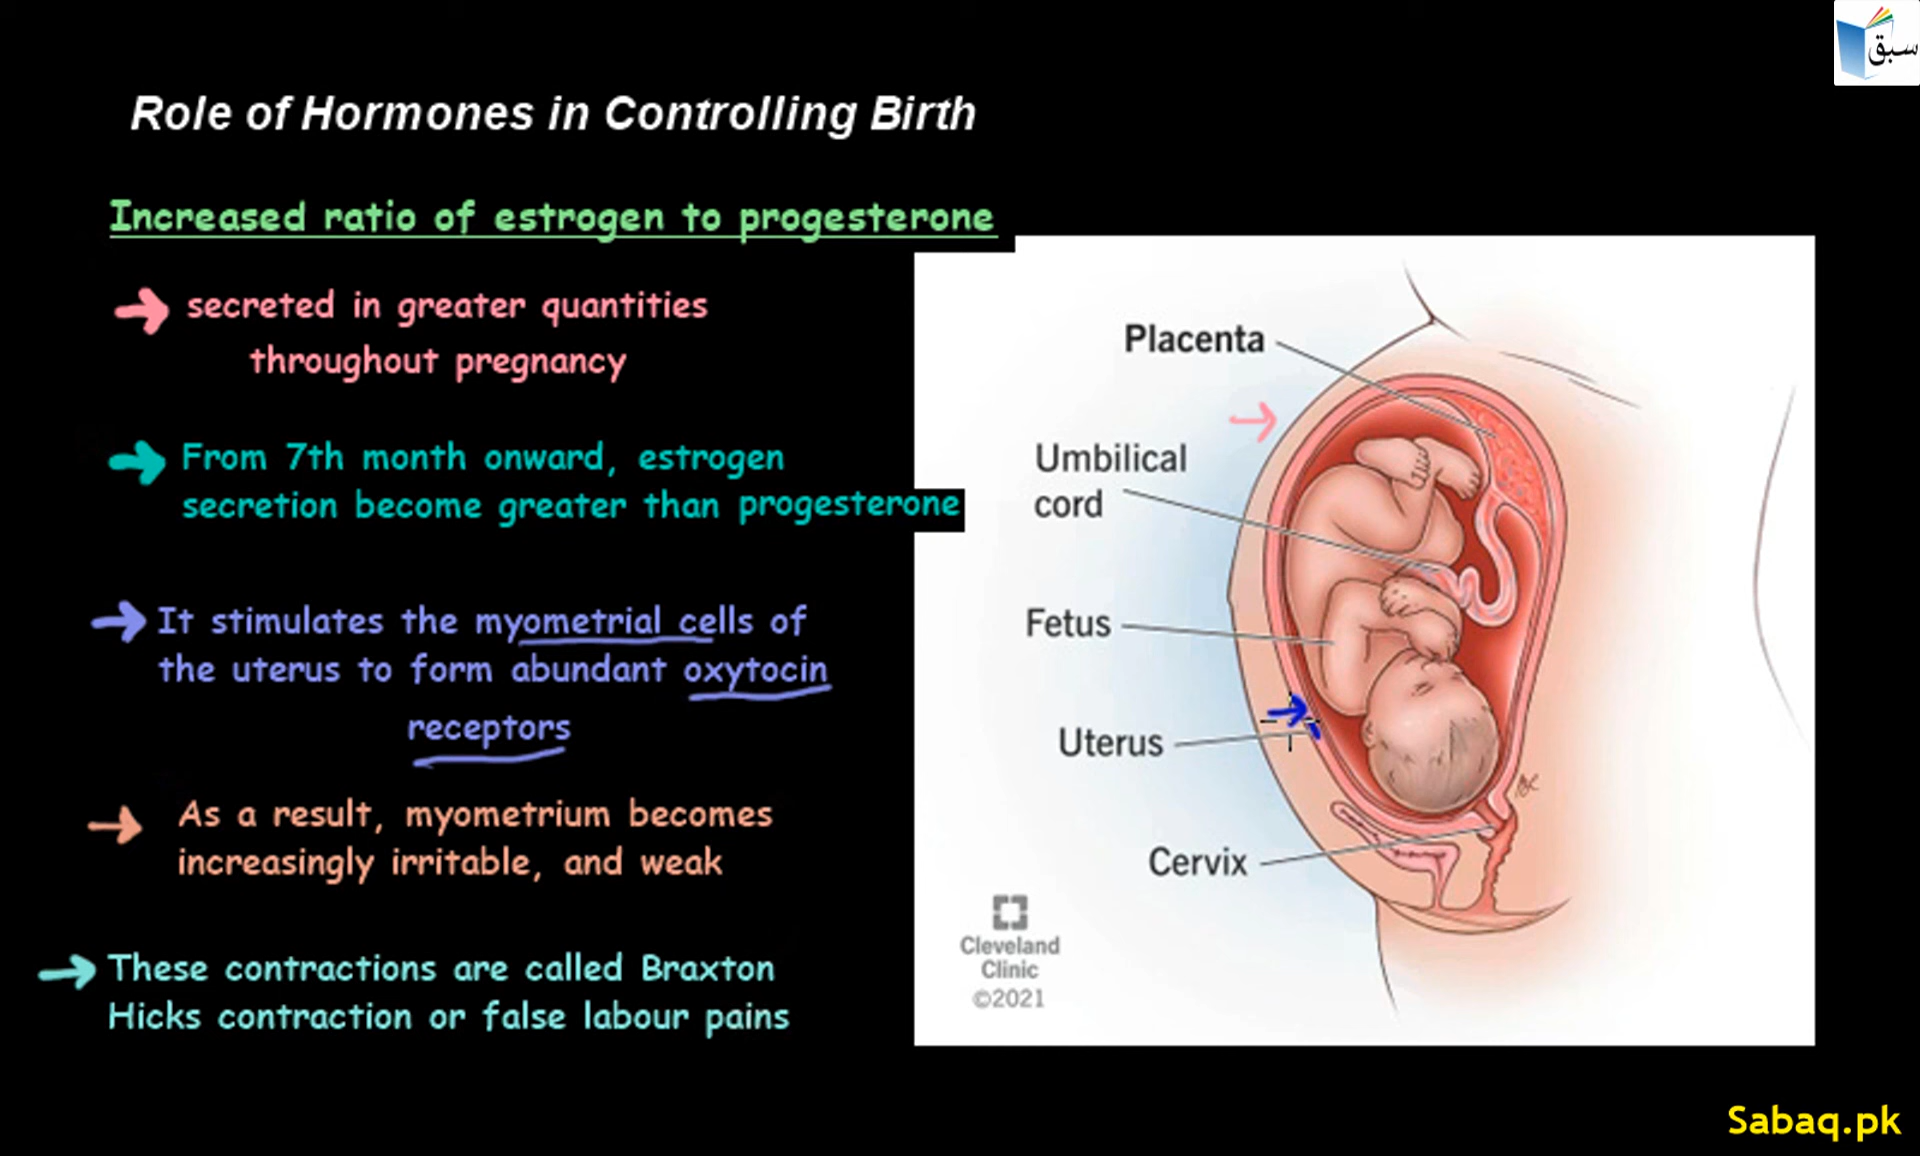 سبق
Role of Hormones in Controlling Birth
Increased ratio of estrogen to progesterone
secreted in greater quantities
throughout pregnancy
From 7th month onward, estrogen
secretion become greater than progesterone
It stimulates the myometrial cells of
the uterus to form abundant oxytocin
receptors
As a result, myometrium becomes
increasingly irritable, and weak
These contractions are called Braxton
Hicks contraction or false labour pains
Placenta
Umbilical
cord
Fetus
Uterus
Cervix
Cleveland
Clinic
©2021
Sabaq.pk